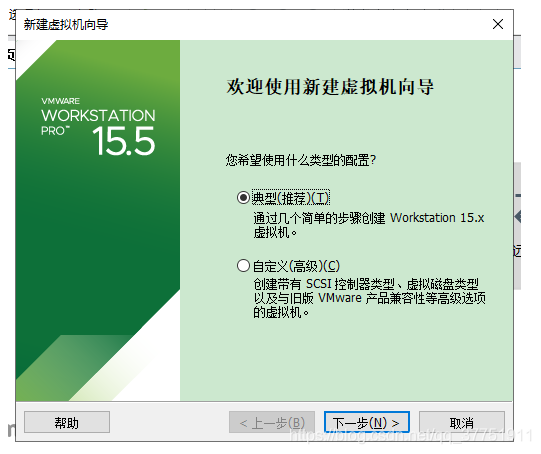 新建虚拟机向导
VMWARE
WORKSTATION
PRO™
15.5
欢迎使用新建虚拟机向导
您希望使用什么类型的配置?
典型(推荐)(T)
通过几个简单的步骤创建 Workstation 15.x
虚拟机。
自定义(高级)(C)
创建带有 SCSI 控制器类型、虚拟磁盘类型
以及与旧版 VMware 产品兼容性等高级选项
的虚拟机。
帮助
< 上一步(B)
下一步(N) >
取消
https://blog.csdn.net/qq_37751911